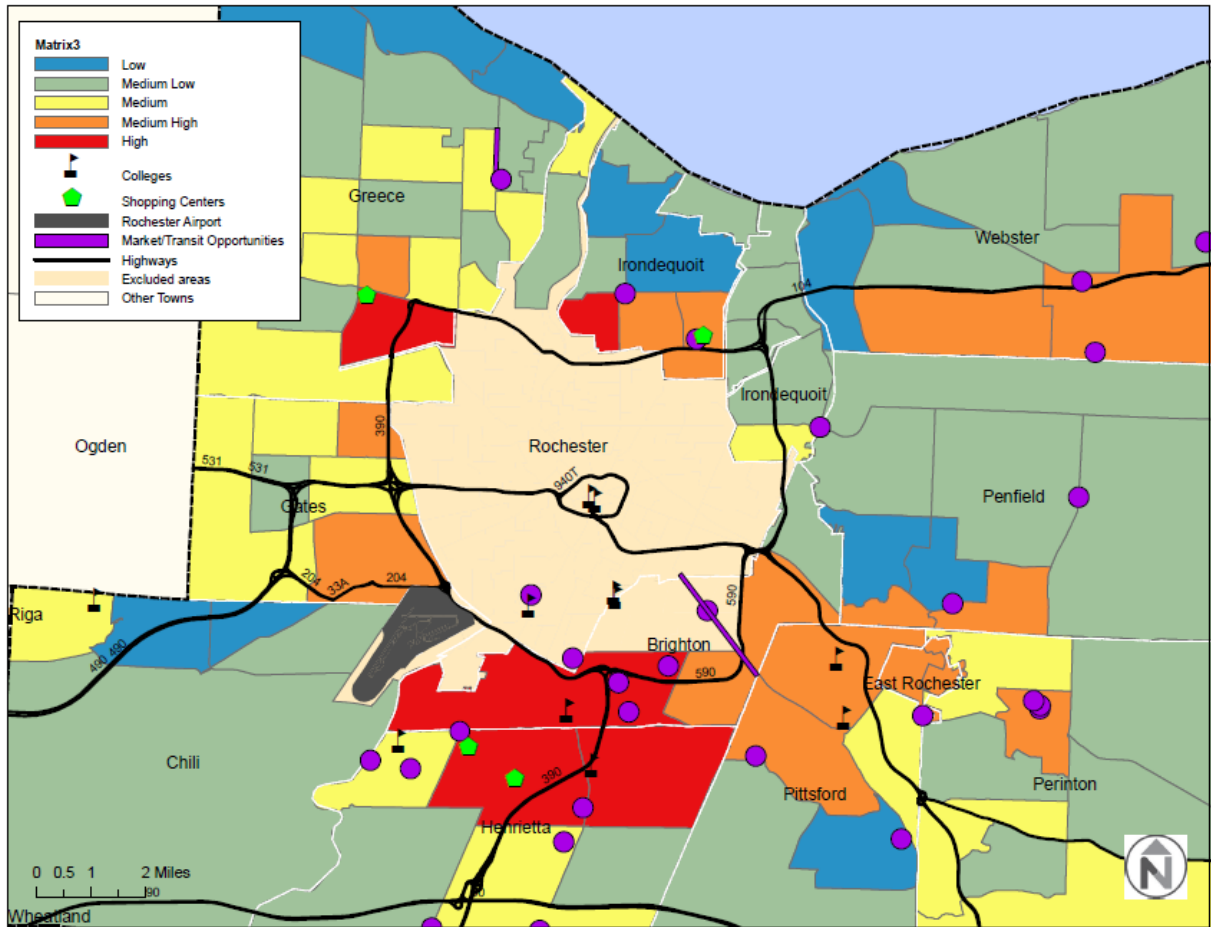 Matrix3
Low
Medium Low
Medium
Medium High
High
Colleges
Shopping Centers
Rochester Airport
Market/Transit Opportunities
Highways
Excluded areas
Other Towns
Greece
Irondequoit
Webster
104
Irondequoit
390
Ogden
Rochester
531
531
940T
Penfield
Gates
204
33A
204
590
Riga
490
490
Brighton
590
East Rochester
Chili
390
Pittsford
Perinton
Henrietta
N
0 0.5 1 2 Miles
90
Wheatland